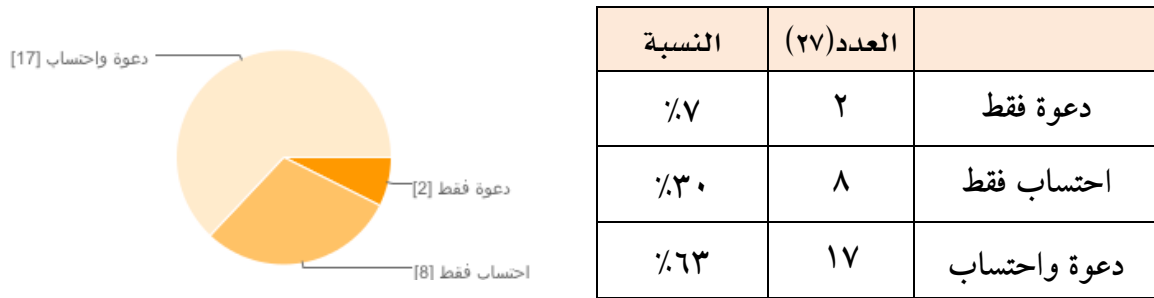 العدد(٢٧) النسبة
دعوة فقط ٢ ٧٪
احتساب فقط ٨ ٣٠٪
دعوة واحتساب ١٧ ٦٣٪
دعوة واحتساب [17]
دعوة فقط [2]
احتساب فقط [8]